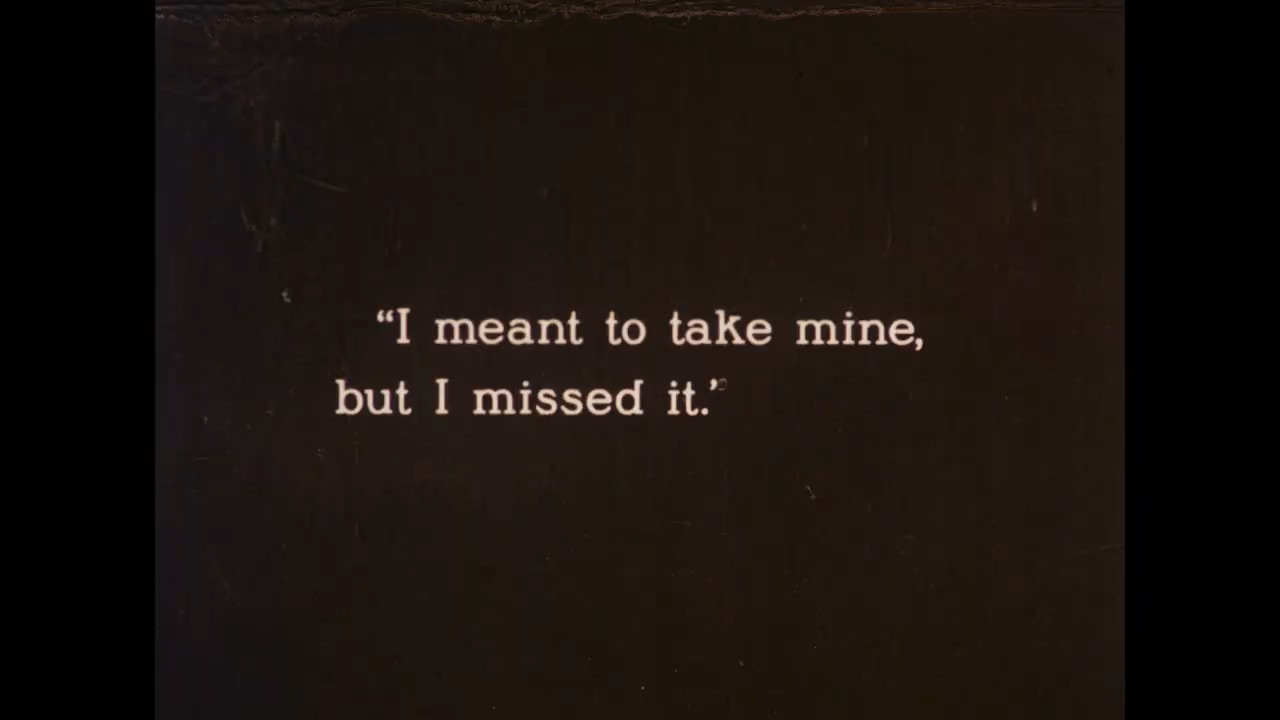 “I meant to take mine,
but I missed it.”